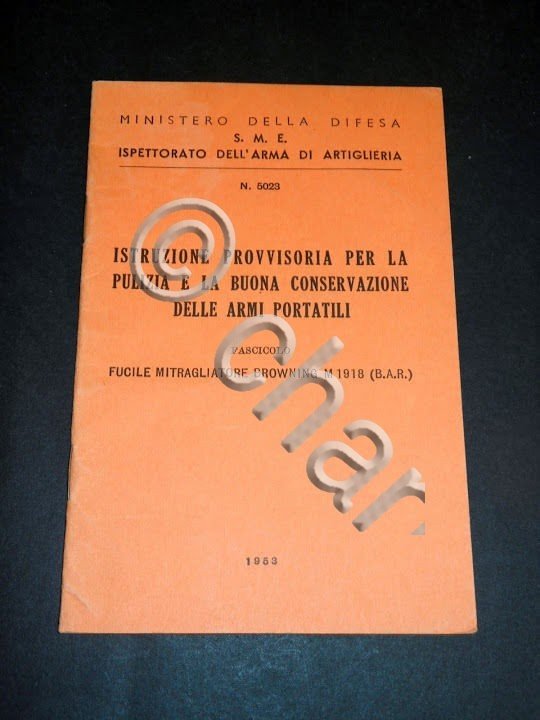 MINISTERO DELLA DIFESA
S. M. E.
ISPETTORATO DELL'ARMA DI ARTIGLIERIA
N. 5023
ISTRUZIONE PROVVISORIA PER LA
PULIZIA E LA BUONA CONSERVAZIONE
DELLE ARMI PORTATILI
FASCICOLO
FUCILE MITRAGLIATORE BROWNING M 1918 (B.A.R.)
1953
© char